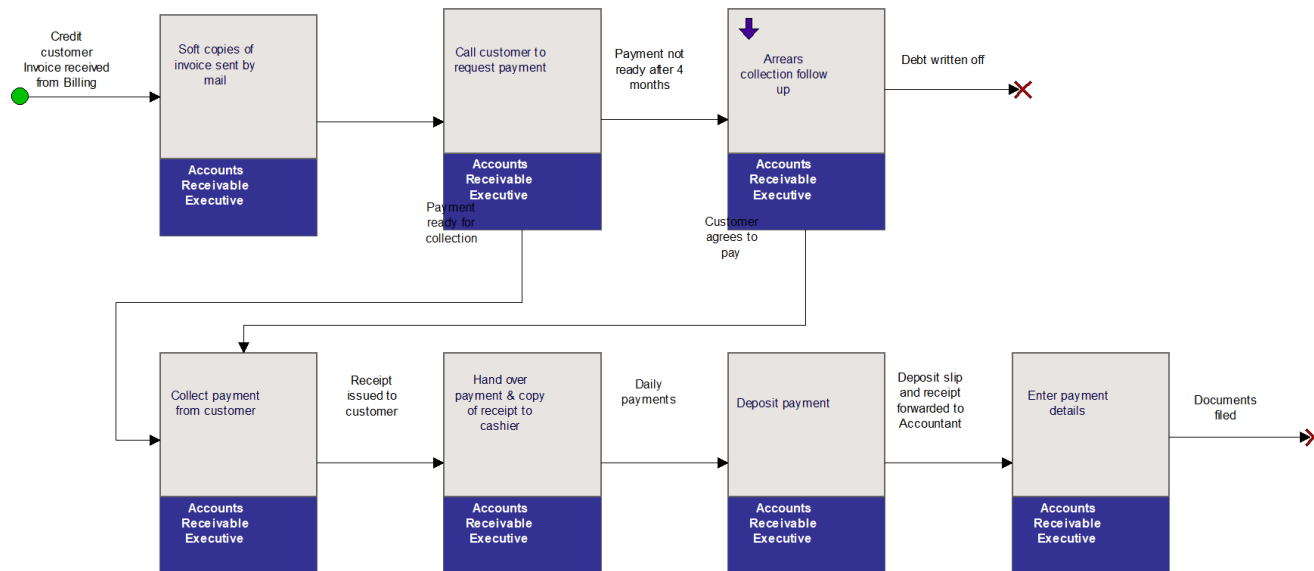 Credit
customer
Invoice received
from Billing
Soft copies of
invoice sent by
mail
Accounts
Receivable
Executive
Call customer to
request payment
Accounts
Receivable
Executive
Payment not
ready after 4
months
Arrears
collection follow
up
Accounts
Receivable
Executive
Debt written off
Payment
ready for
collection
Customer
agrees to
pay
Collect payment
from customer
Accounts
Receivable
Executive
Receipt
issued to
customer
Hand over
payment & copy
of receipt to
cashier
Accounts
Receivable
Executive
Daily
payments
Deposit payment
Accounts
Receivable
Executive
Deposit slip
and receipt
forwarded to
Accountant
Enter payment
details
Accounts
Receivable
Executive
Documents
filed